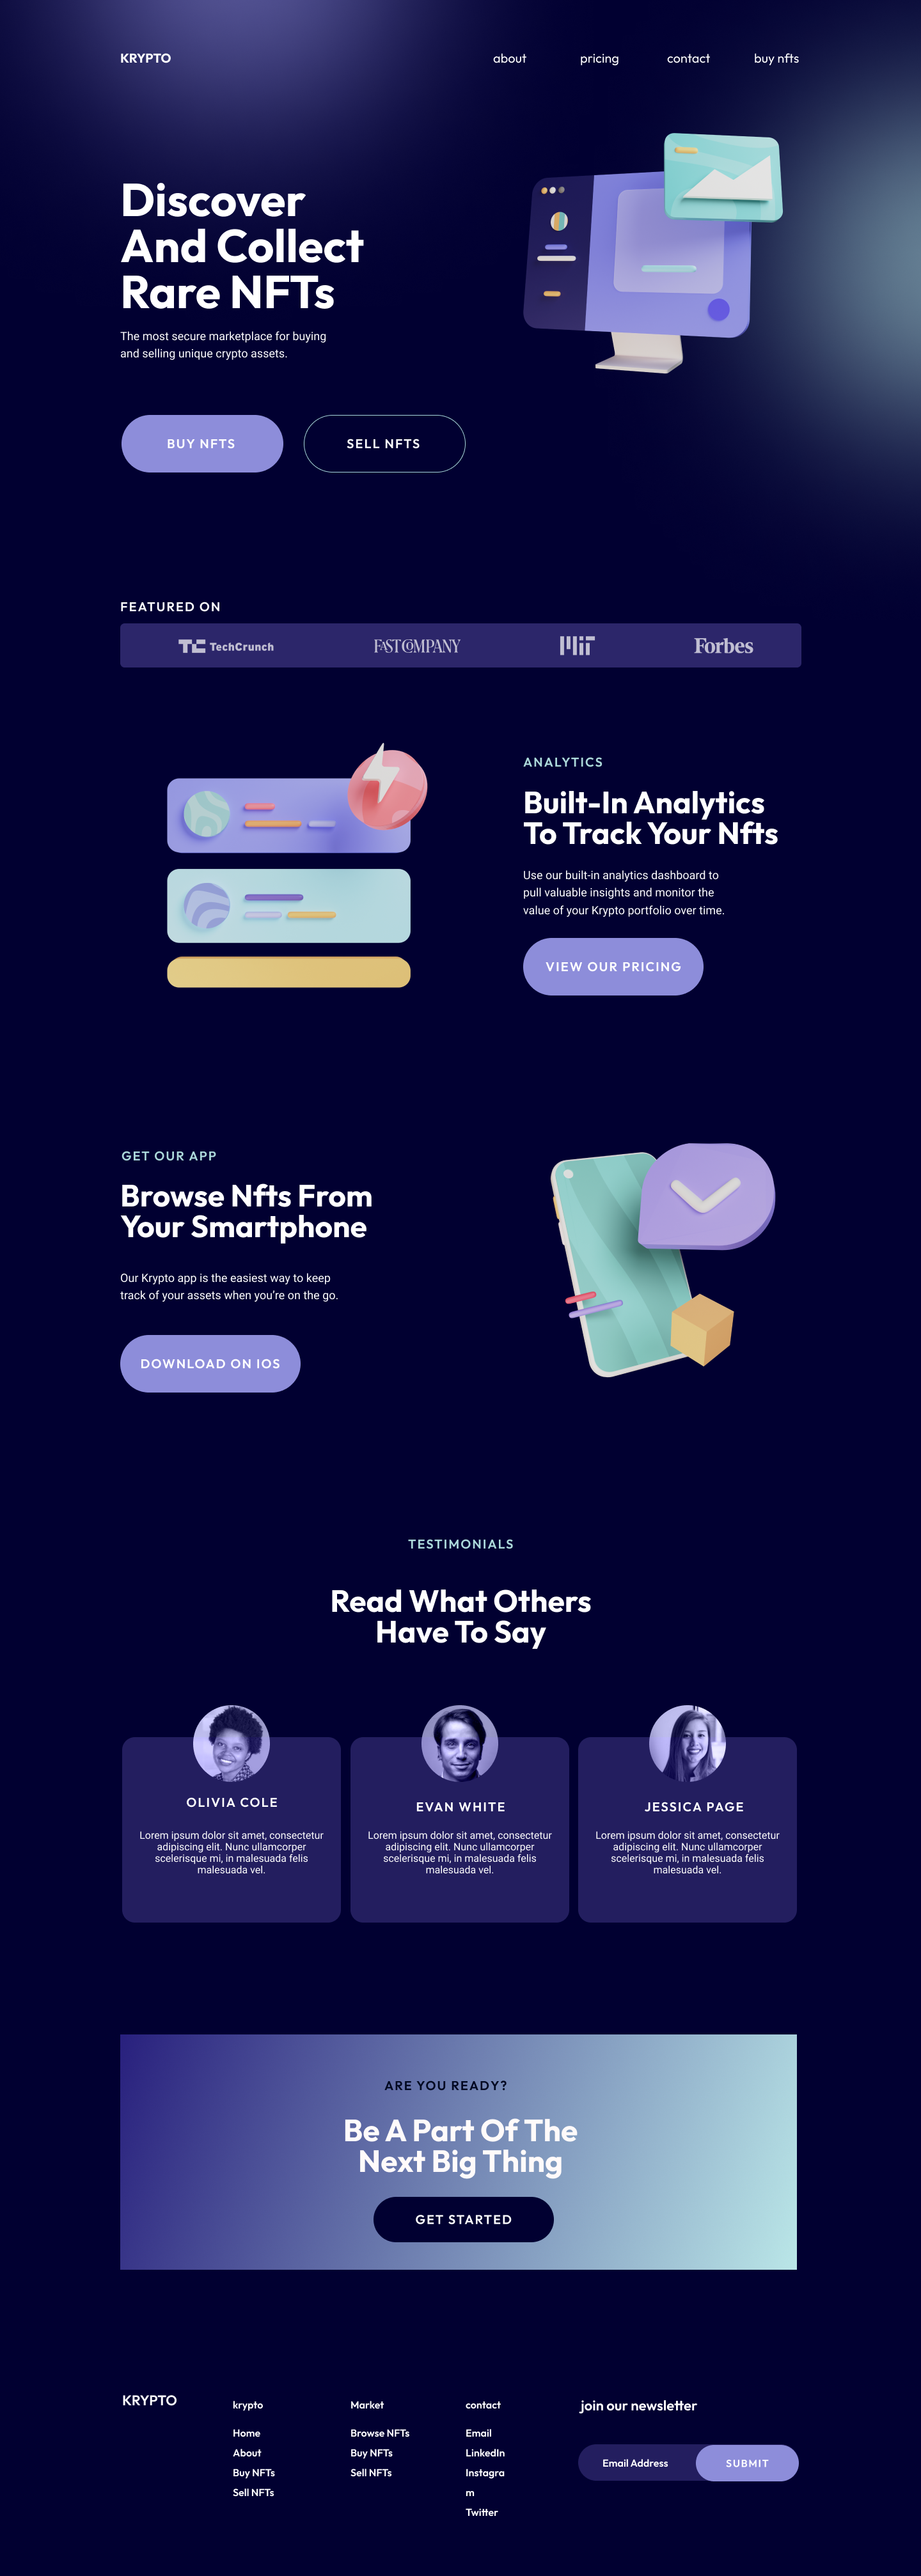 KRYPTO
about
pricing
contact
buy nfts
Discover
And Collect
Rare NFTs
The most secure marketplace for buying
and selling unique crypto assets.
BUY NFTS
SELL NFTS
FEATURED ON
TC TechCrunch
FAST COMPANY
MIT
Forbes
ANALYTICS
Built-In Analytics
To Track Your Nfts
Use our built-in analytics dashboard to
pull valuable insights and monitor the
value of your Krypto portfolio over time.
VIEW OUR PRICING
GET OUR APP
Browse Nfts From
Your Smartphone
Our Krypto app is the easiest way to keep
track of your assets when you're on the go.
DOWNLOAD ON IOS
TESTIMONIALS
Read What Others
Have To Say
OLIVIA COLE
Lorem ipsum dolor sit amet, consectetur
adipiscing elit. Nunc ullamcorper
scelerisque mi, in malesuada felis
malesuada vel.
EVAN WHITE
Lorem ipsum dolor sit amet, consectetur
adipiscing elit. Nunc ullamcorper
scelerisque mi, in malesuada felis
malesuada vel.
JESSICA PAGE
Lorem ipsum dolor sit amet, consectetur
adipiscing elit. Nunc ullamcorper
scelerisque mi, in malesuada felis
malesuada vel.
ARE YOU READY?
Be A Part Of The
Next Big Thing
GET STARTED
KRYPTO
krypto
Home
About
Buy NFTs
Sell NFTs
Market
Browse NFTs
Buy NFTs
Sell NFTs
contact
Email
LinkedIn
Instagra
m
Twitter
join our newsletter
Email Address
SUBMIT